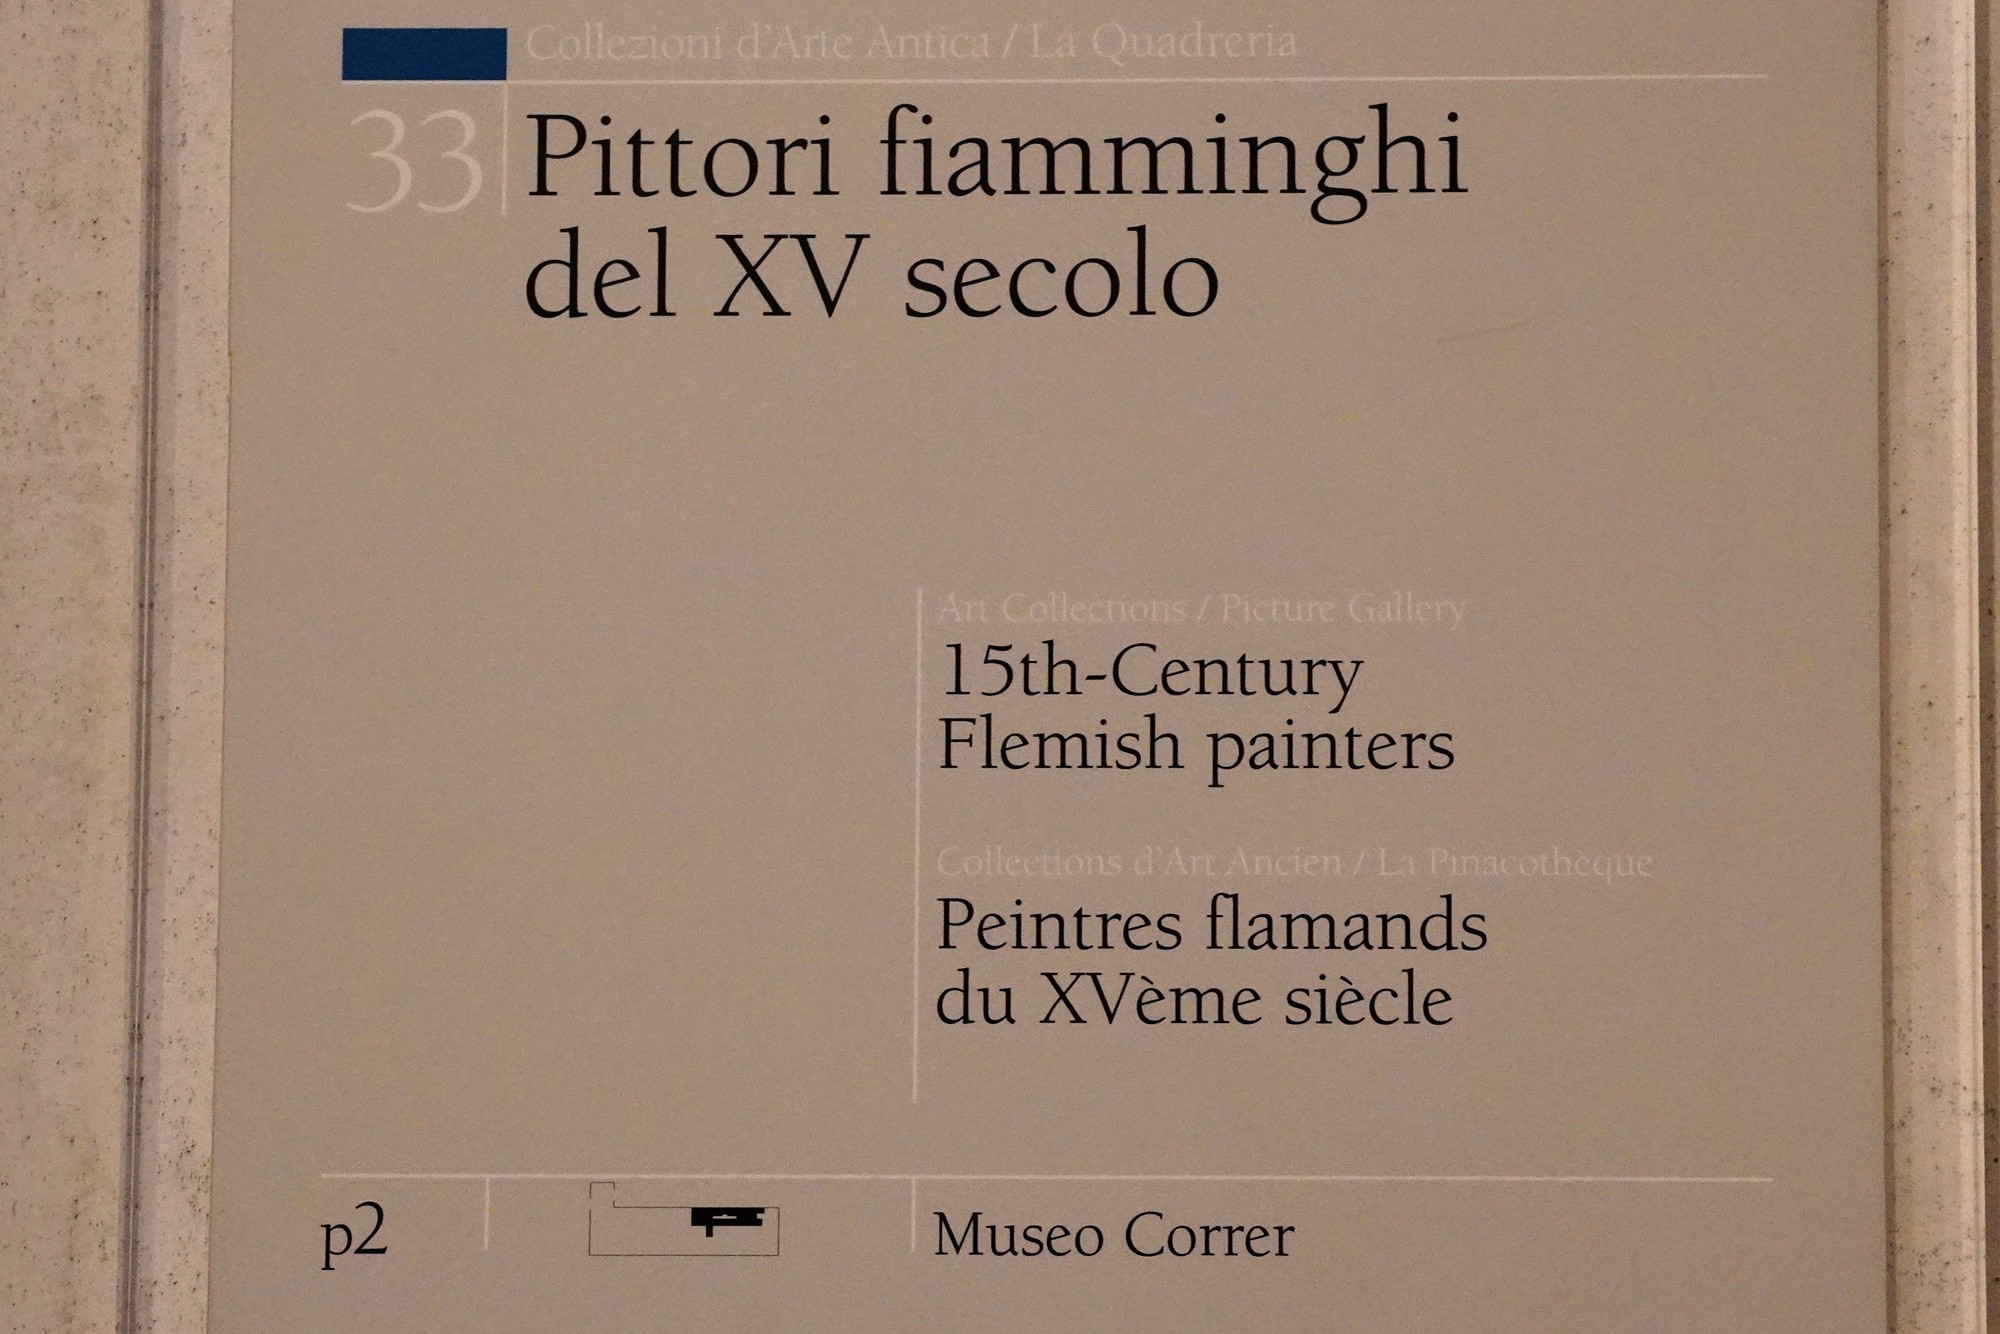 Collezioni d'Arte Antica / La Quadreria
33
Pittori fiamminghi
del XV secolo
Art Collections / Picture Gallery
15th-Century
Flemish painters
Collections d'Art Ancien / La Pinacothèque
Peintres flamands
du XVème siècle
p2
Museo Correr